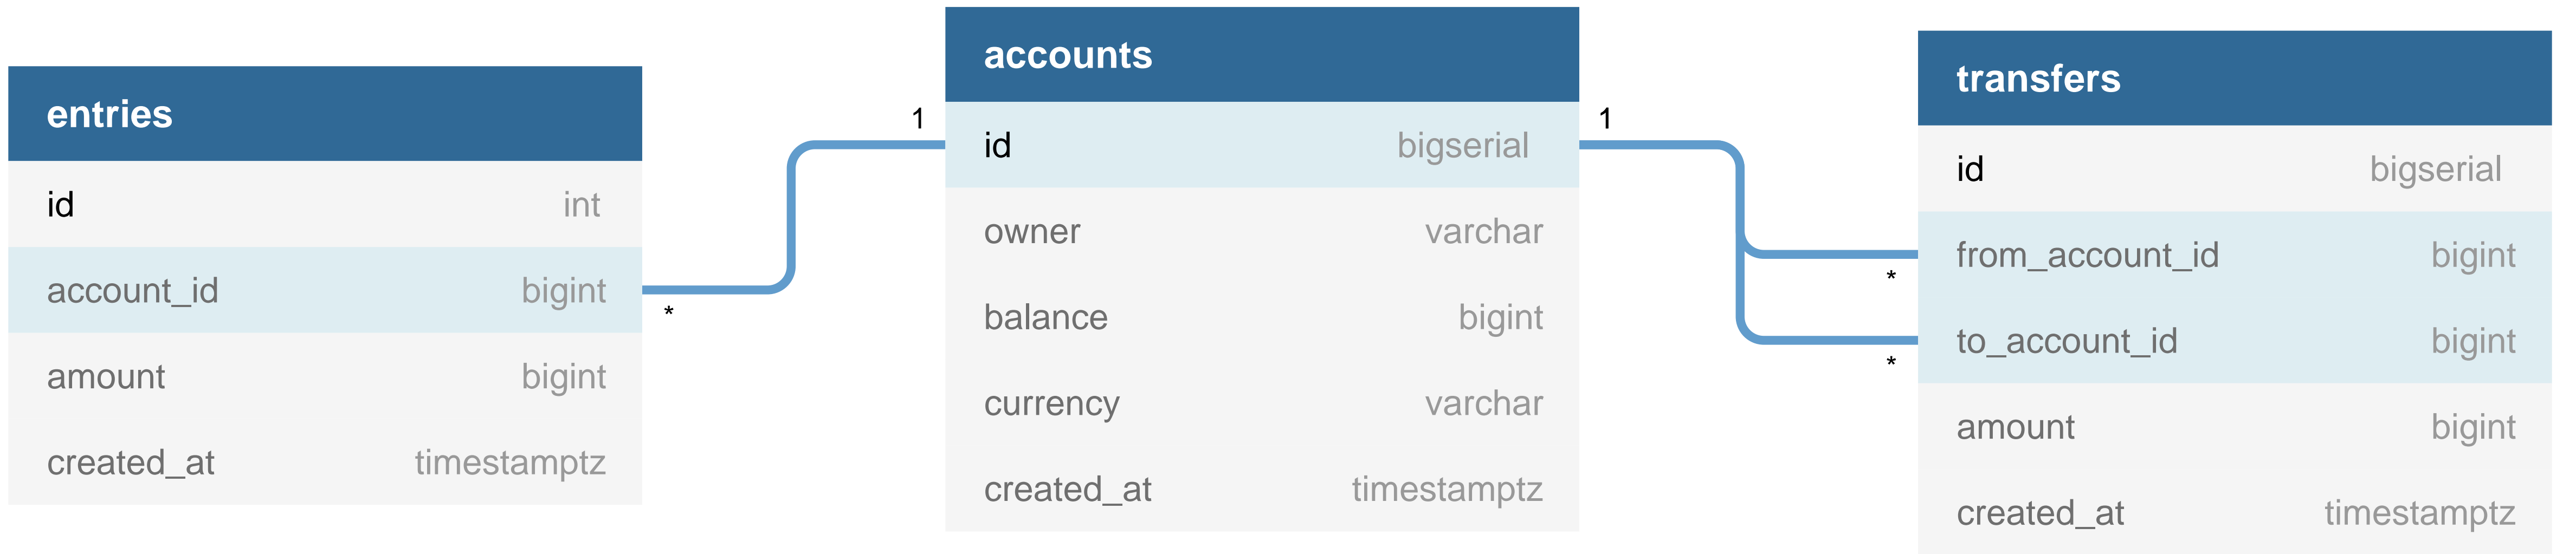 entries
id int
account_id bigint
amount bigint
created_at timestamptz
*
1
accounts
id bigserial
owner varchar
balance bigint
currency varchar
created_at timestamptz
1
*
*
transfers
id bigserial
from_account_id bigint
to_account_id bigint
amount bigint
created_at timestamptz